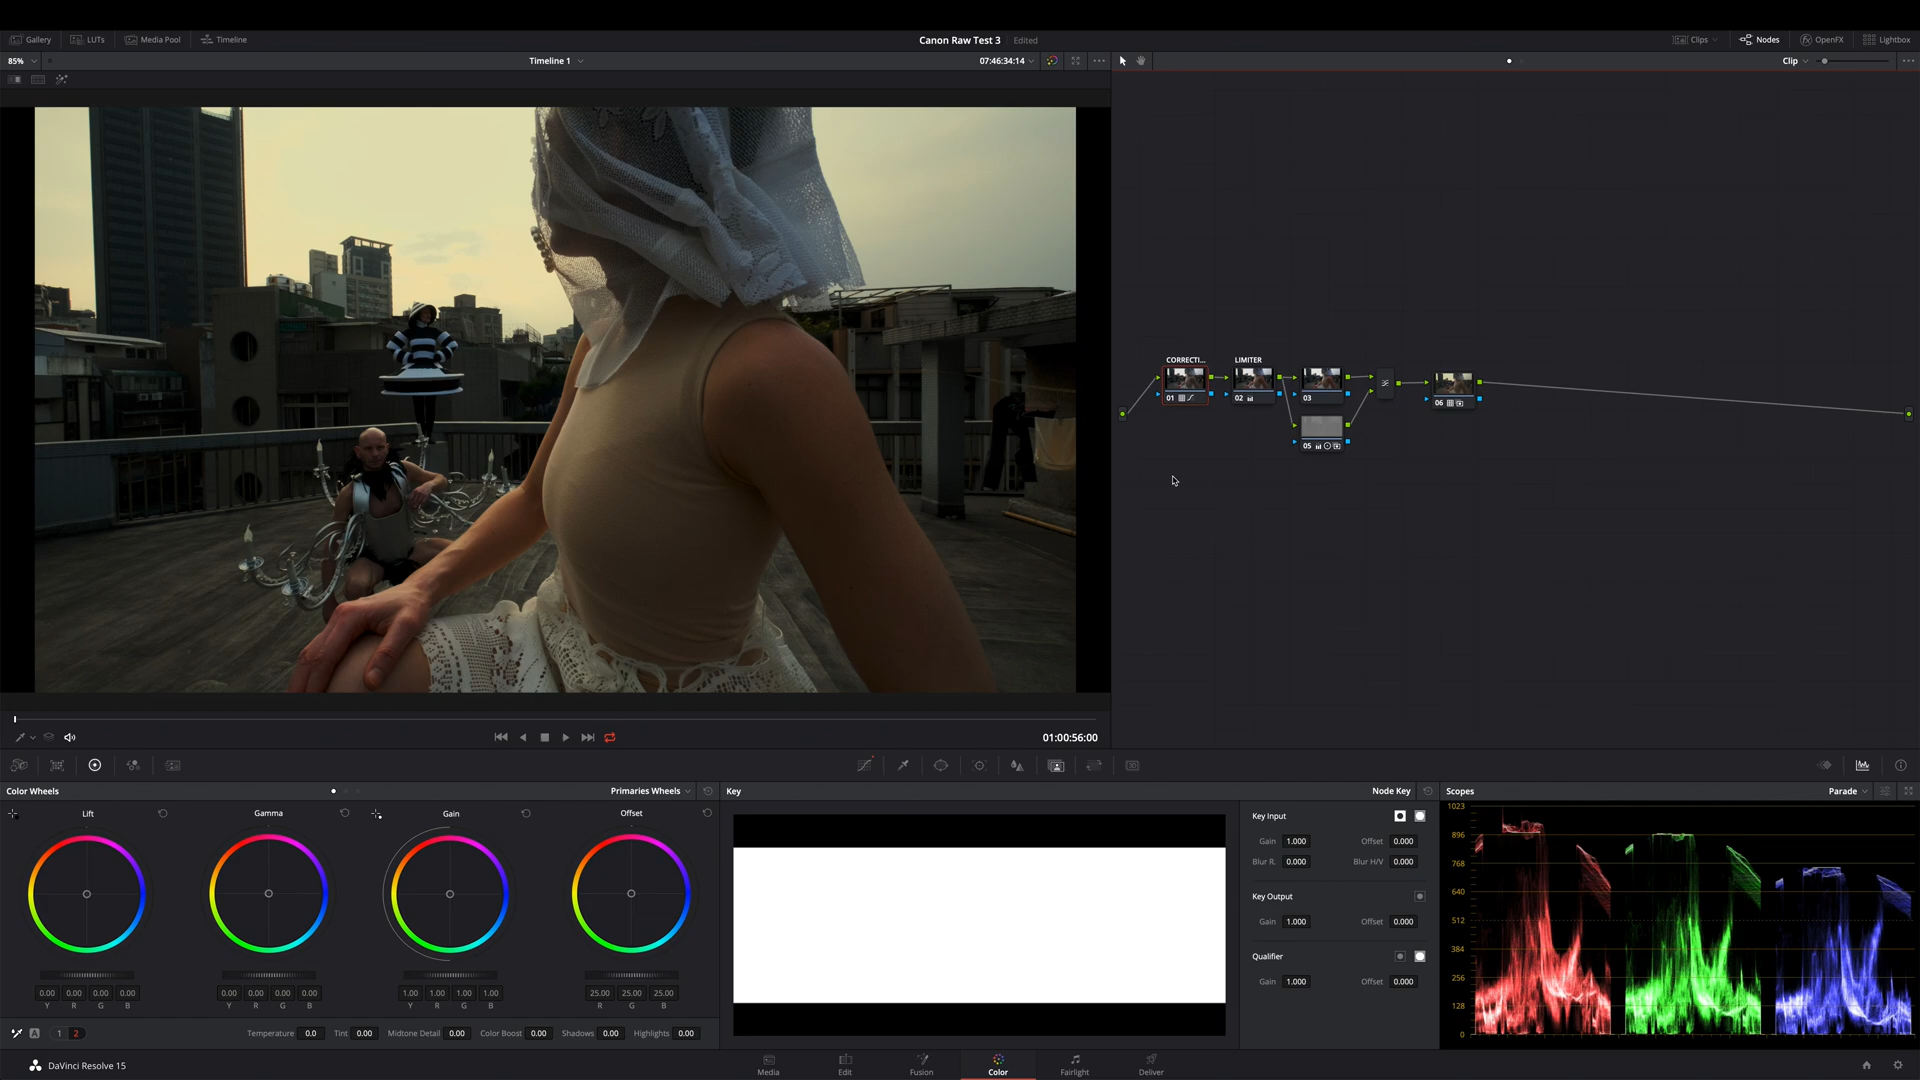 Gallery LUTs Media Pool Timeline Canon Raw Test 3 Edited Clips Nodes OpenFX Lightbox
85% Timeline 1 07:46:34:14 Clip
CORRECTI... LIMITER
01 02 03 06
05
01:00:56:00
Color Wheels Primaries Wheels Key Node Key Scopes Parade
Lift Gamma Gain Offset
Key Input
Gain 1.000 Offset 0.000
Blur R. 0.000 Blur H/V 0.000
Key Output
Gain 1.000 Offset 0.000
Qualifier
Gain 1.000 Offset 0.000
1023
896
768
640
512
384
256
128
0
0.00 0.00 0.00 0.00 0.00 0.00 0.00 0.00 1.00 1.00 1.00 1.00 25.00 25.00 25.00
Y R G B Y R G B Y R G B R G B
A 1 2 Temperature 0.0 Tint 0.00 Midtone Detail 0.00 Color Boost 0.00 Shadows 0.00 Highlights 0.00
DaVinci Resolve 15 Media Edit Fusion Color Fairlight Deliver